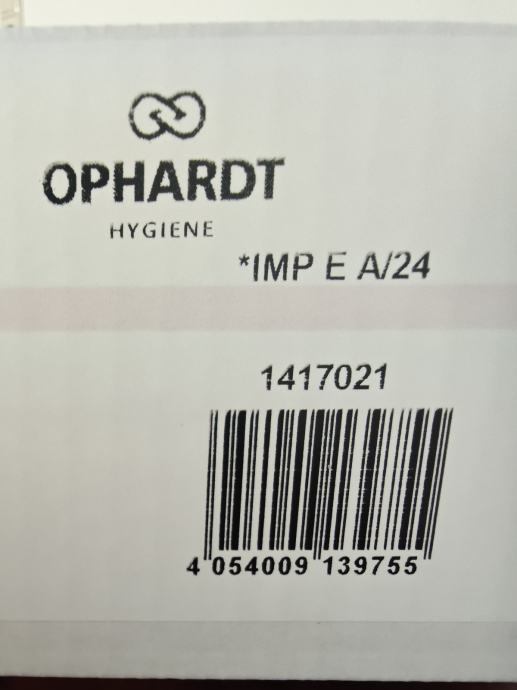 OPHARDT
HYGIENE
*IMP E A/24
1417021
4 054009 139755